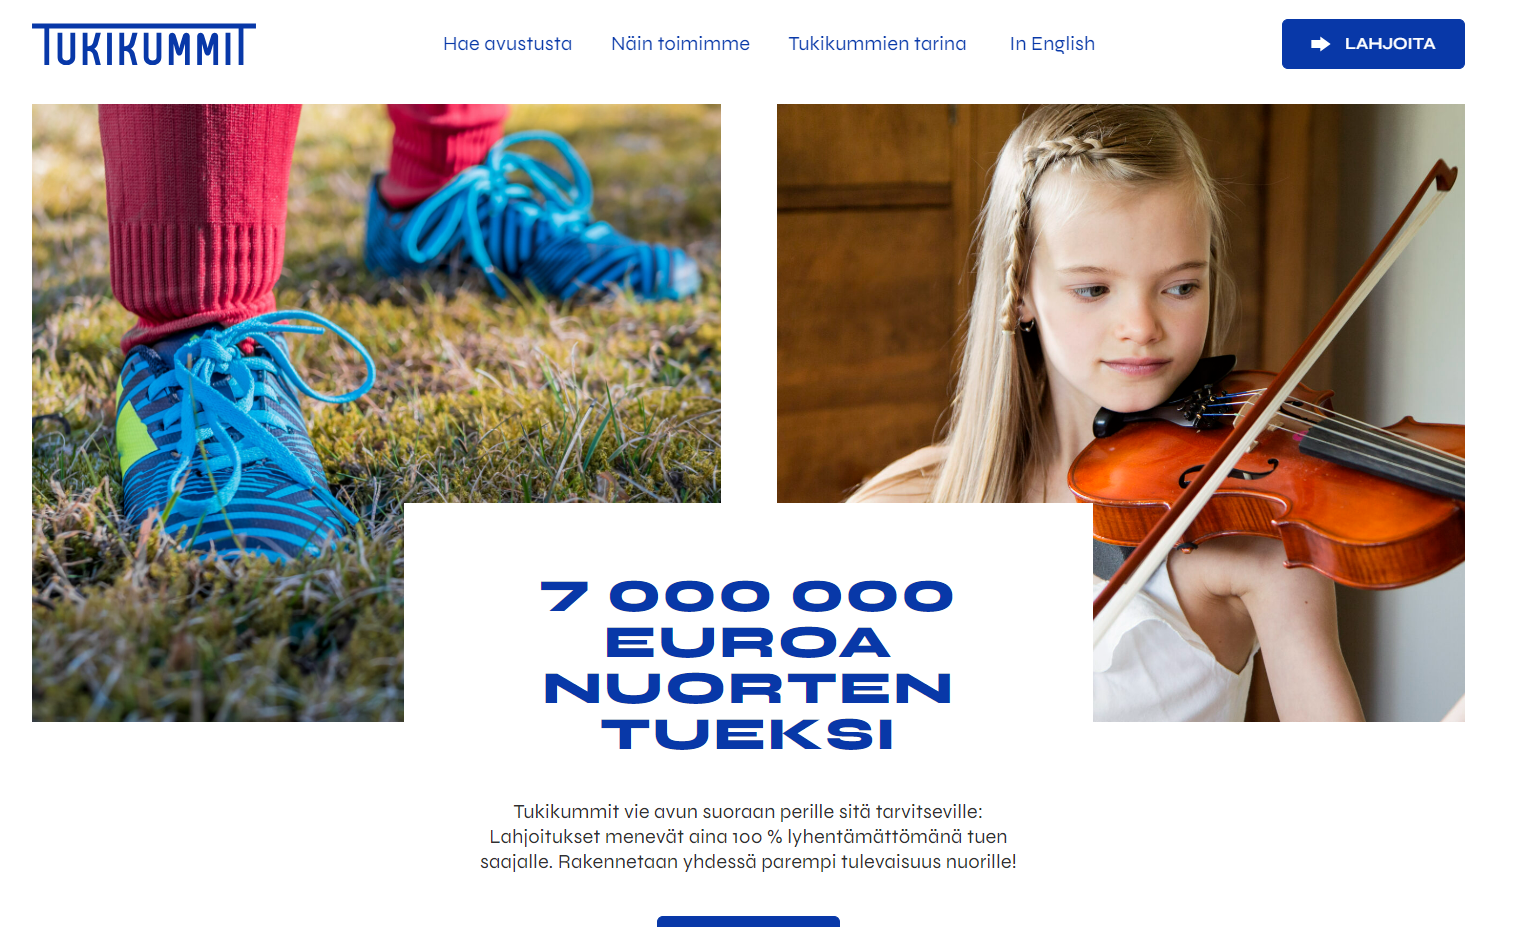 TUKIKUMMIT
Hae avustusta
Näin toimimme
Tukikummien tarina
In English
LAHJOITA
7 000 000
EUROA
NUORTEN
TUEKSI
Tukikummit vie avun suoraan perille sitä tarvitseville:
Lahjoitukset menevät aina 100 % lyhentämättömänä tuen
saajalle. Rakennetaan yhdessä parempi tulevaisuus nuorille!